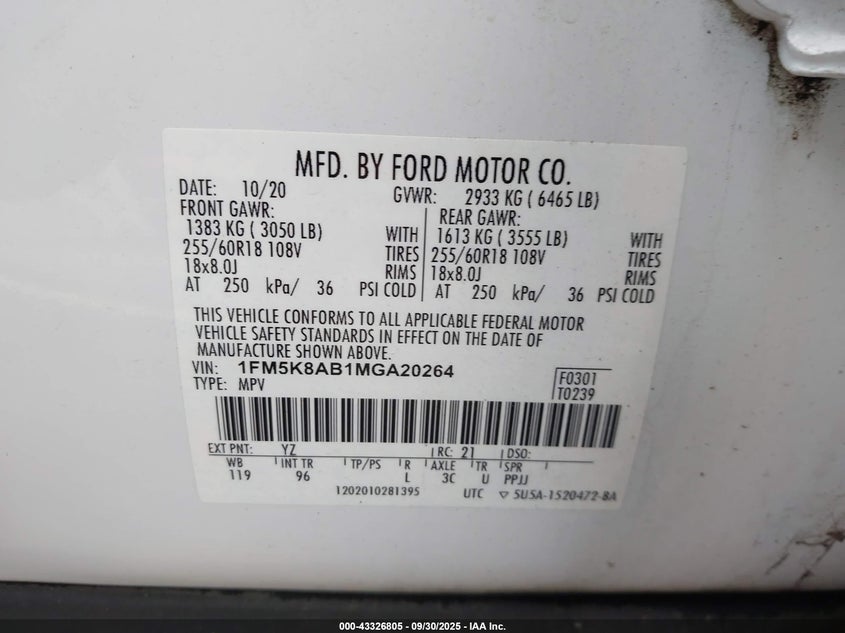 MFD. BY FORD MOTOR CO.
DATE: 10/20 GVWR: 2933 KG ( 6465 LB)
FRONT GAWR: REAR GAWR:
1383 KG ( 3050 LB) WITH 1613 KG ( 3555 LB) WITH
255/60R18 108V TIRES 255/60R18 108V TIRES
18x8.0J RIMS 18x8.0J RIMS
AT 250 kPa/ 36 PSI COLD AT 250 kPa/ 36 PSI COLD
THIS VEHICLE CONFORMS TO ALL APPLICABLE FEDERAL MOTOR
VEHICLE SAFETY STANDARDS IN EFFECT ON THE DATE OF
MANUFACTURE SHOWN ABOVE.
VIN: 1FM5K8AB1MGA20264
TYPE: MPV
F0301
T0239
EXT PNT: YZ RC: 21 DSO:
WB INT TR TP/PS R AXLE TR SPR
119 96 L 3C U PPJJ
1202010281395 UTC ▽ 5U5A-1520472-BA
000-43326805 - 09/30/2025 - IAA Inc.